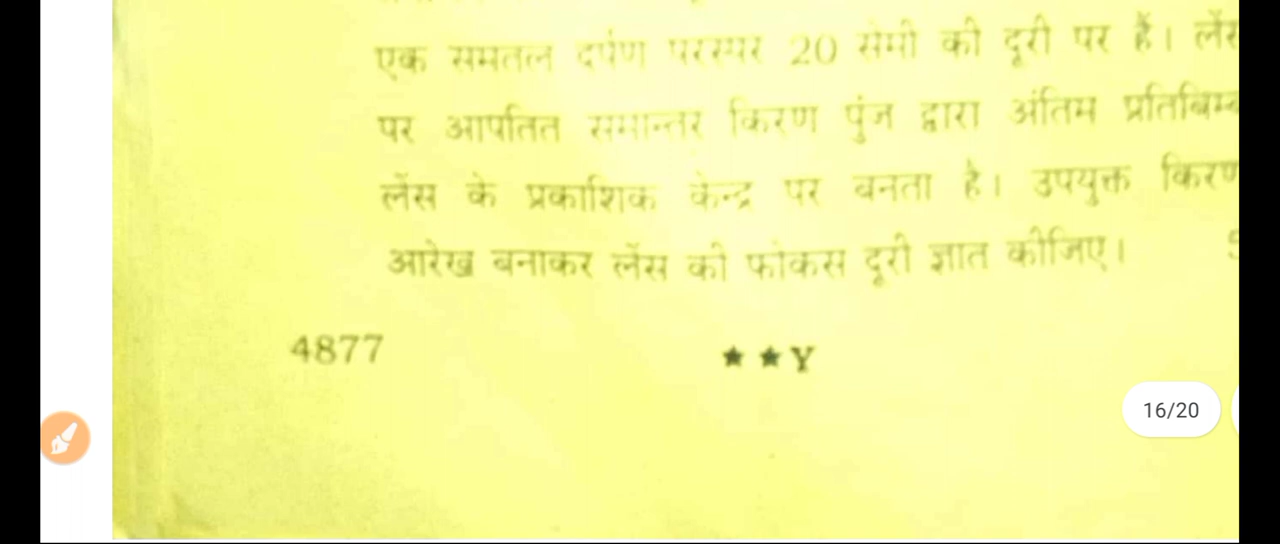 एक समतल दर्पण परस्पर 20 सेमी की दूरी पर हैं। लेंस
पर आपतित समान्तर किरण पुंज द्वारा अंतिम प्रतिबिम्ब
लेंस के प्रकाशिक केन्द्र पर बनता है। उपयुक्त किरण
आरेख बनाकर लेंस की फोकस दूरी ज्ञात कीजिए।
4877 ★ ★Y
16/20